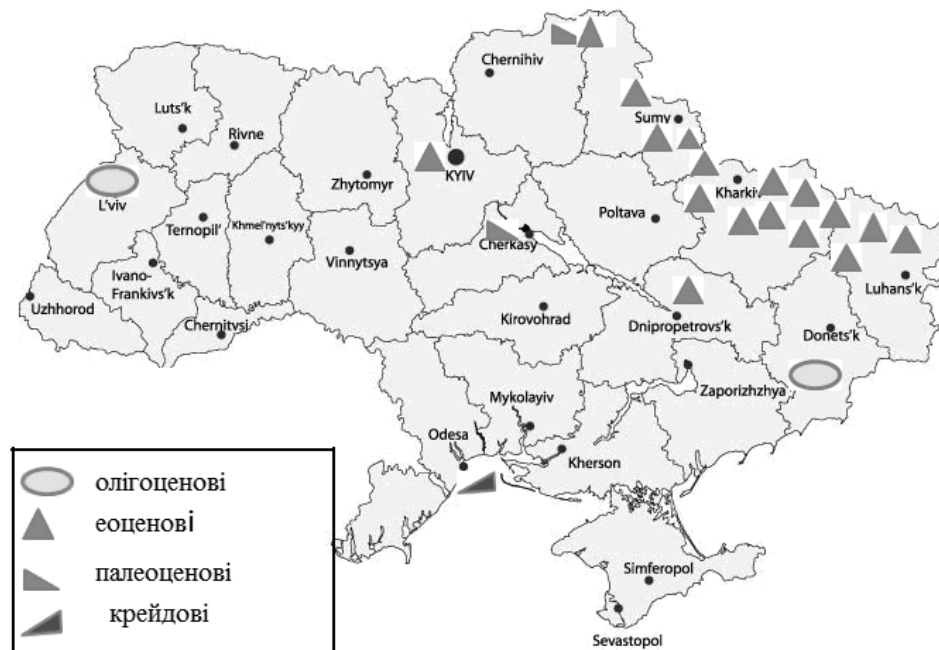 Chernihiv
Sumy
Luts'k
Rivne
KYIV
Zhytomyr
Kharkiv
L'viv
Ternopil'
Khmel'nyts'kyy
Poltava
Cherkasy
Vinnytsya
Ivano-
Frankivs'k
Luhans'k
Uzhhorod
Kirovohrad
Dnipropetrovs'k
Chernitvsi
Donets'k
Zaporizhzhya
Mykolayiv
Odesa
Kherson
олігоценові
еоценові
палеоценові
крейдові
Simferopol
Sevastopol